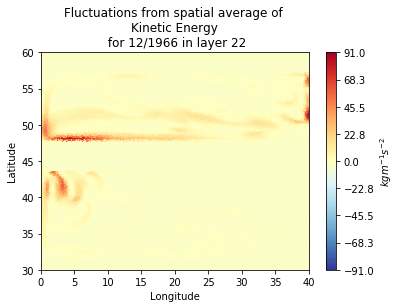 Fluctuations from spatial average of
Kinetic Energy
for 12/1966 in layer 22
60
55
50
45
40
35
30
Latitude
0 5 10 15 20 25 30 35 40
Longitude
91.0
68.3
45.5
22.8
0.0
−22.8
−45.5
−68.3
−91.0
kgm⁻¹s⁻²